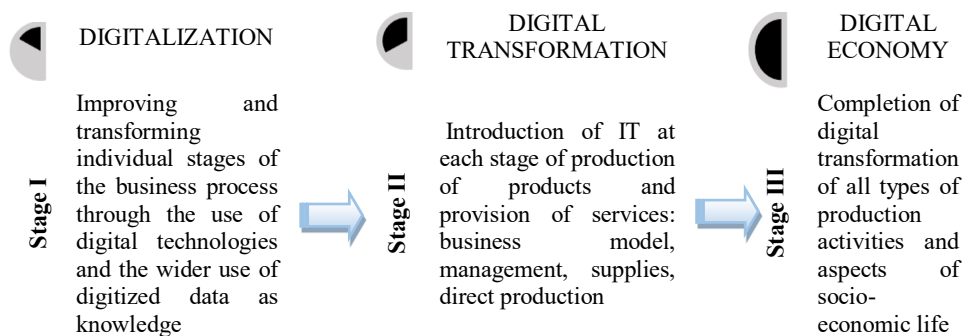 DIGITALIZATION
Stage I
Improving and
transforming
individual stages of
the business process
through the use of
digital technologies
and the wider use of
digitized data as
knowledge
DIGITAL
TRANSFORMATION
Stage II
Introduction of IT at
each stage of production
of products and
provision of services:
business model,
management, supplies,
direct production
DIGITAL
ECONOMY
Stage III
Completion of
digital
transformation
of all types of
production
activities and
aspects of
socio-
economic life